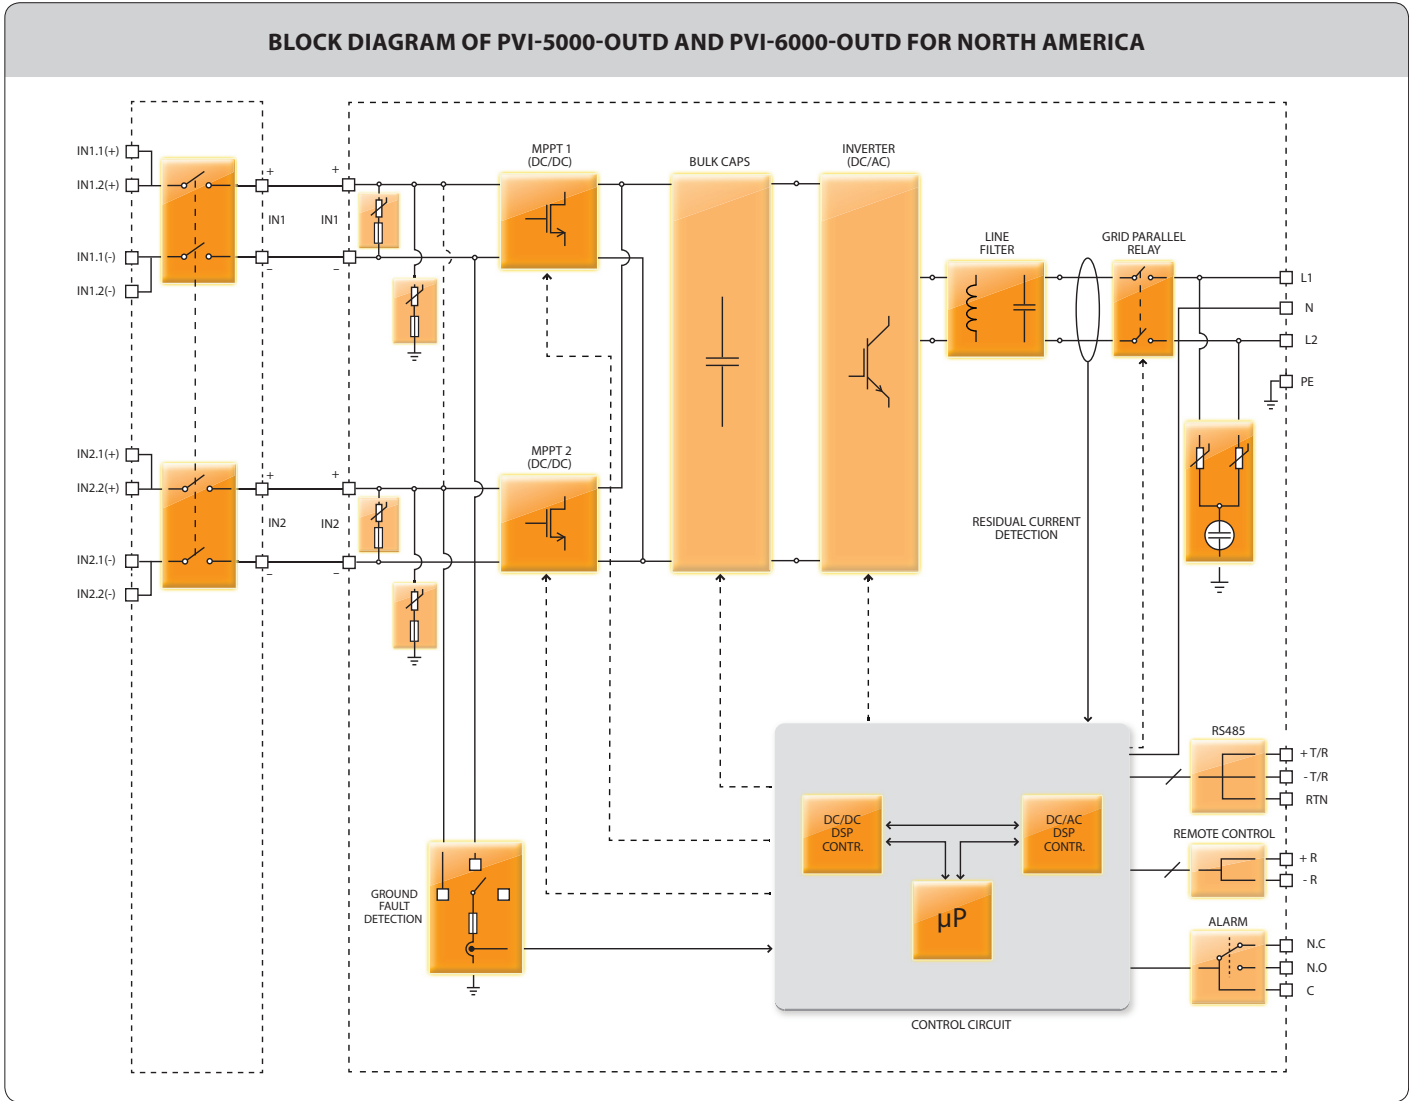 BLOCK DIAGRAM OF PVI-5000-OUTD AND PVI-6000-OUTD FOR NORTH AMERICA
IN1.1(+)
IN1.2(+)
IN1.1(-)
IN1.2(-)
+
IN1
–
+
IN1
–
MPPT 1
(DC/DC)
BULK CAPS
INVERTER
(DC/AC)
LINE
FILTER
GRID PARALLEL
RELAY
L1
N
L2
PE
IN2.1(+)
IN2.2(+)
IN2.1(-)
IN2.2(-)
+
IN2
–
+
IN2
–
MPPT 2
(DC/DC)
RESIDUAL CURRENT
DETECTION
GROUND
FAULT
DETECTION
DC/DC
DSP
CONTR.
DC/AC
DSP
CONTR.
µP
CONTROL CIRCUIT
RS485
+ T/R
- T/R
RTN
REMOTE CONTROL
+ R
- R
ALARM
N.C
N.O
C